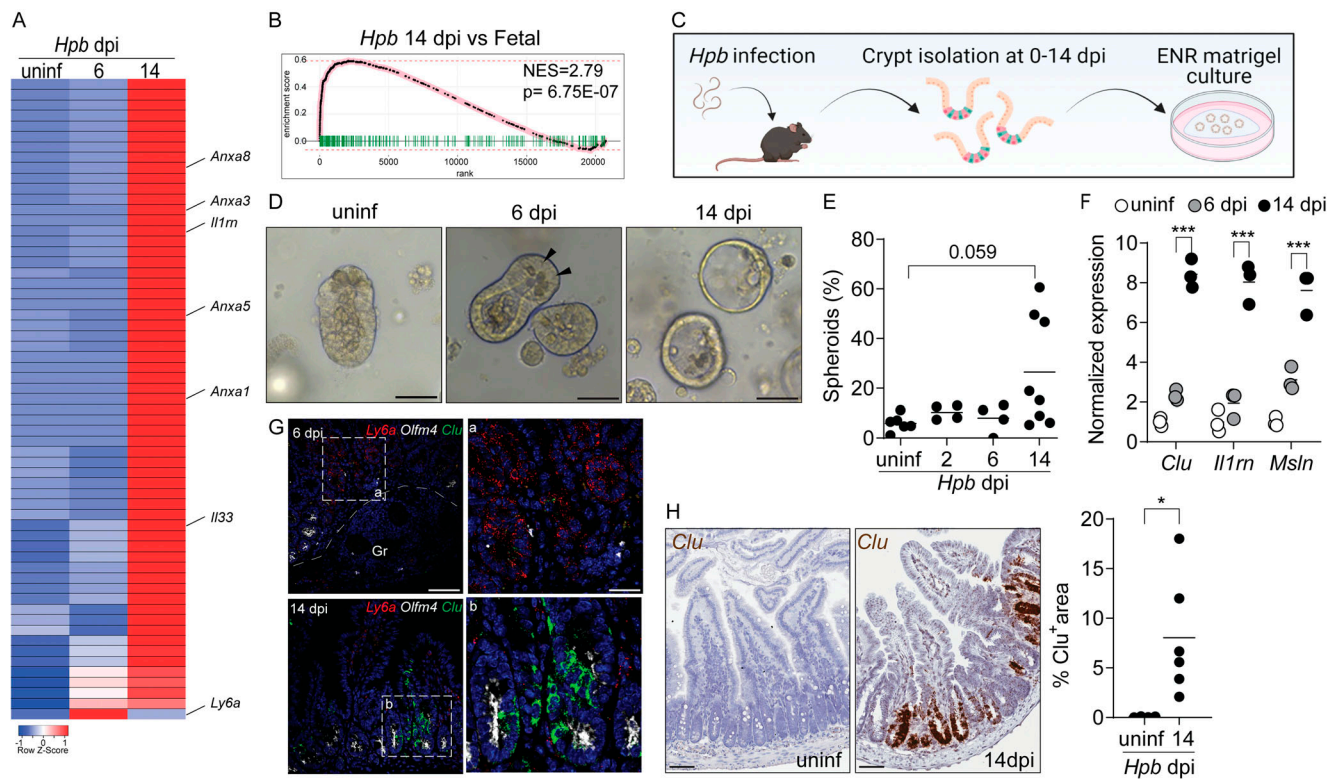 A
Hpb dpi
uninf 6 14
Anxa8
Anxa3
Il1rn
Anxa5
Anxa1
Il33
Ly6a
-1 0 1
Row Z-Score
B
Hpb 14 dpi vs Fetal
NES=2.79
p= 6.75E-07
enrichment score
0.6
0.4
0.2
0.0
0 5000 10000 15000 20000
rank
C
Hpb infection
Crypt isolation at 0-14 dpi
ENR matrigel
culture
D
uninf 6 dpi 14 dpi
E
0.059
Spheroids (%)
80
60
40
20
0
uninf 2 6 14
Hpb dpi
F
uninf 6 dpi 14 dpi
*** *** ***
Normalized expression
10
8
6
4
2
0
Clu Il1rn Msln
G
6 dpi Ly6a Olfm4 Clu
a
Gr
a
14 dpi Ly6a Olfm4 Clu
b
b
H
Clu
uninf
Clu
14dpi
*
% Clu+ area
20
15
10
5
0
uninf 14
Hpb dpi